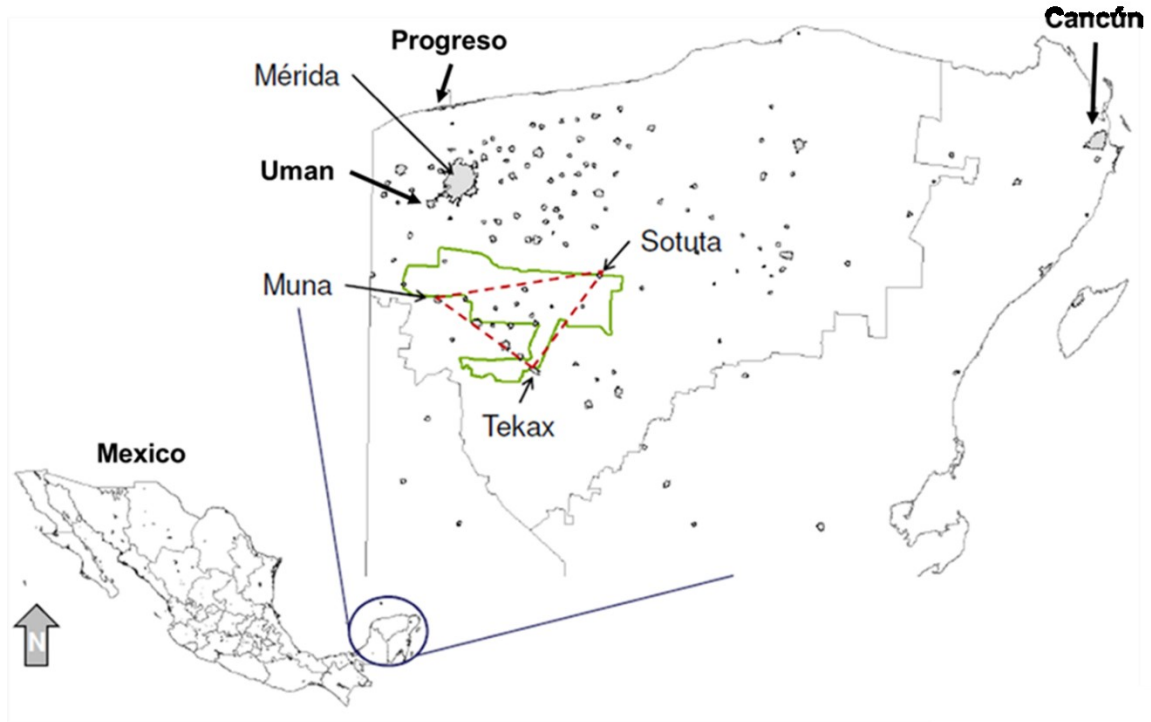 Cancún
Progreso
Mérida
Uman
Sotuta
Muna
Tekax
Mexico
N